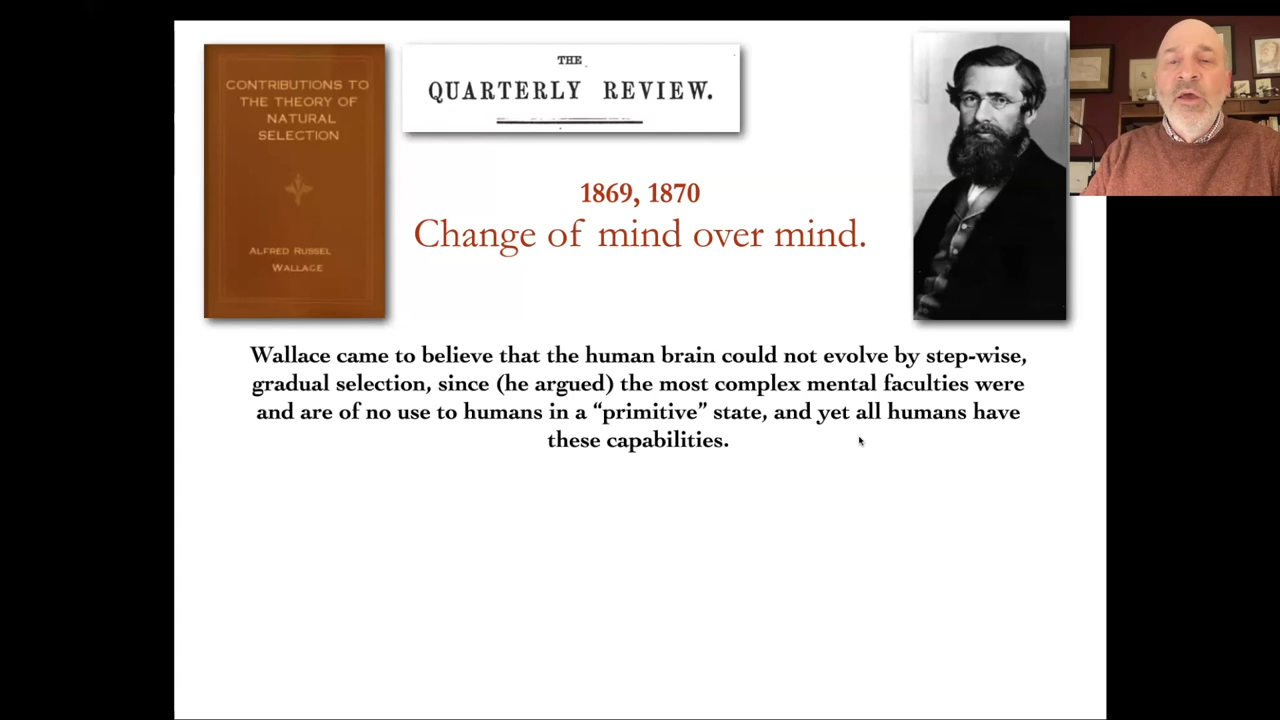 CONTRIBUTIONS TO
THE THEORY OF
NATURAL
SELECTION
ALFRED RUSSEL
WALLACE
THE
QUARTERLY REVIEW.
1869, 1870
Change of mind over mind.
Wallace came to believe that the human brain could not evolve by step-wise,
gradual selection, since (he argued) the most complex mental faculties were
and are of no use to humans in a “primitive” state, and yet all humans have
these capabilities.